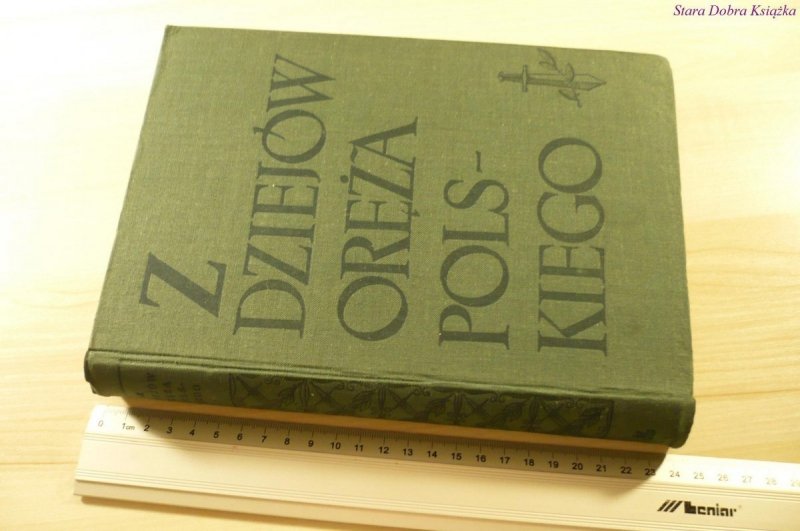 Stara Dobra Książka
Z
DZIEJÓW
ORĘŻA
POLS-
KIEGO
0 1cm 2 3 4 5 6 7 8 9 10 11 12 13 14 15 16 17 18 19 20 21 22 23 24 25 26 27 28 29
leniar